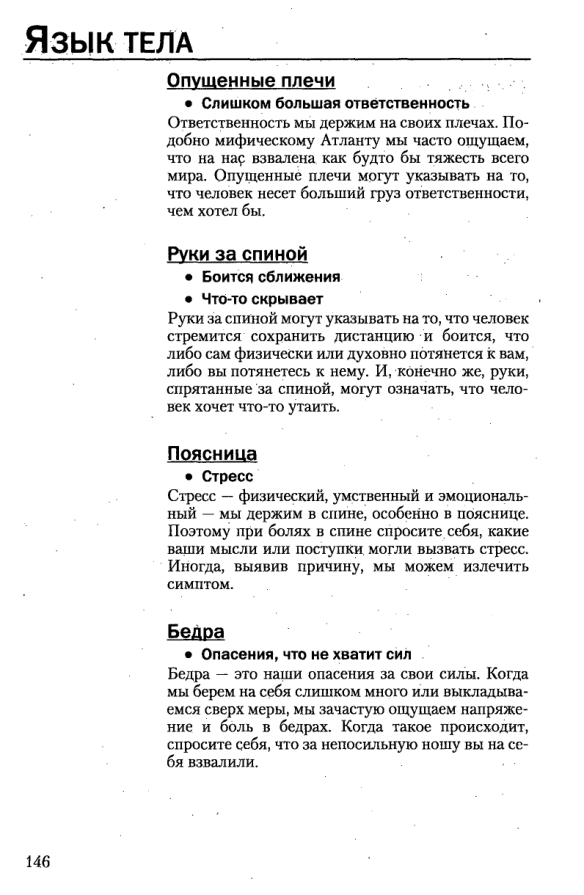 Язык тела
Опущенные плечи
• Слишком большая ответственность
Ответственность мы держим на своих плечах. По-
добно мифическому Атланту мы часто ощущаем,
что на нас взвалена как будто бы тяжесть всего
мира. Опущенные плечи могут указывать на то,
что человек несет больший груз ответственности,
чем хотел бы.
Руки за спиной
• Боится сближения
• Что-то скрывает
Руки за спиной могут указывать на то, что человек
стремится сохранить дистанцию и боится, что
либо сам физически или духовно потянется к вам,
либо вы потянетесь к нему. И, конечно же, руки,
спрятанные за спиной, могут означать, что чело-
век хочет что-то утаить.
Поясница
• Стресс
Стресс — физический, умственный и эмоциональ-
ный — мы держим в спине, особенно в пояснице.
Поэтому при болях в спине спросите себя, какие
ваши мысли или поступки могли вызвать стресс.
Иногда, выявив причину, мы можем излечить
симптом.
Бедра
• Опасения, что не хватит сил
Бедра — это наши опасения за свои силы. Когда
мы берем на себя слишком много или выкладыва-
емся сверх меры, мы зачастую ощущаем напряже-
ние и боль в бедрах. Когда такое происходит,
спросите себя, что за непосильную ношу вы на се-
бя взвалили.
146